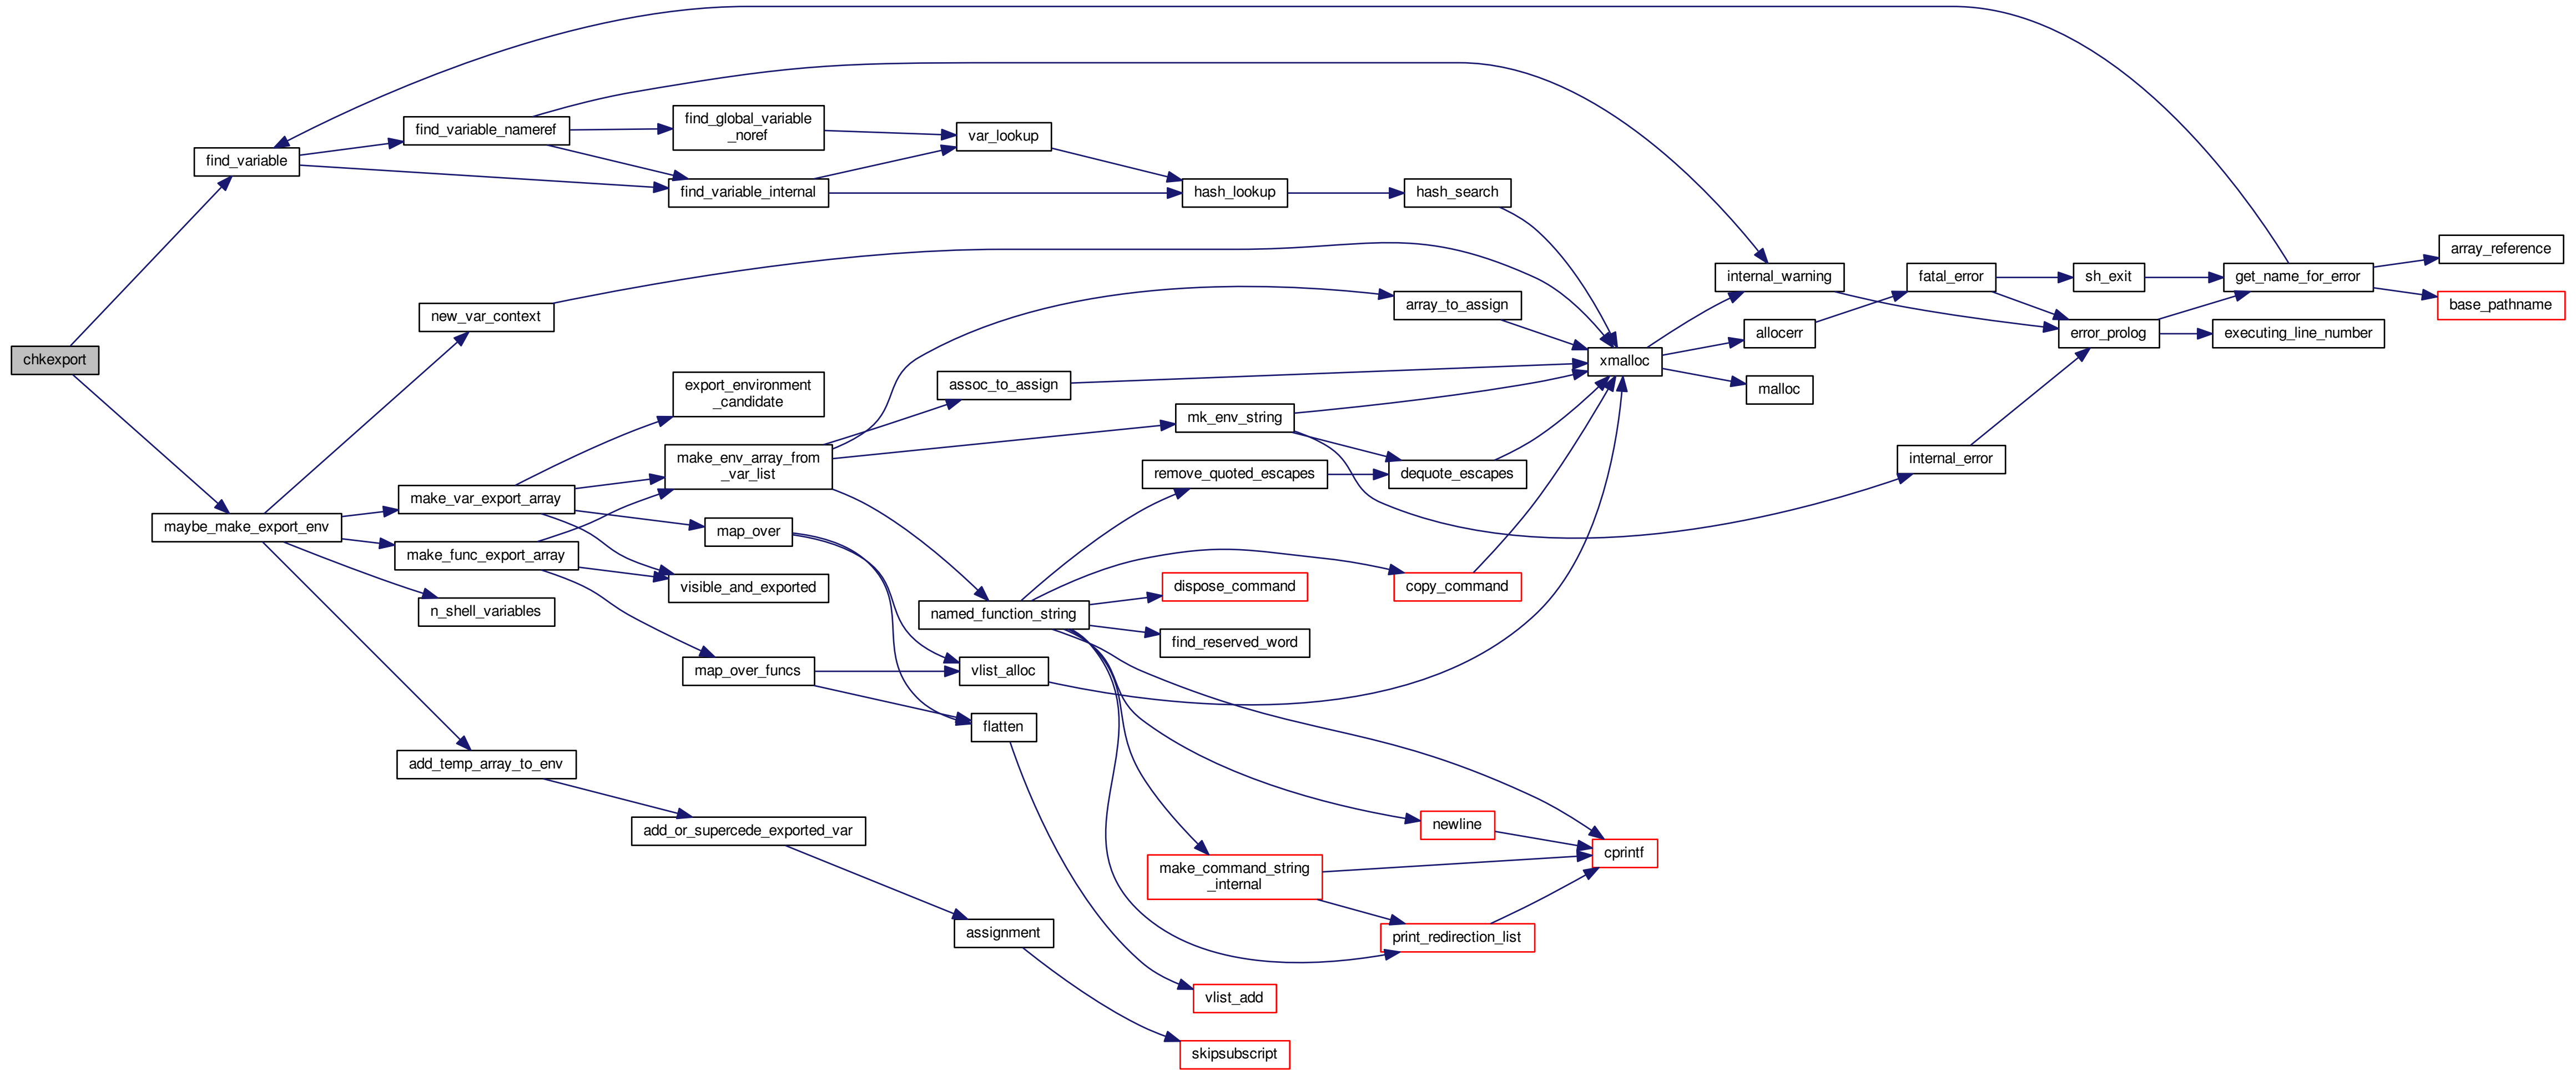 chkexport
find_variable
maybe_make_export_env
find_variable_nameref
new_var_context
make_var_export_array
make_func_export_array
n_shell_variables
add_temp_array_to_env
find_global_variable
_noref
find_variable_internal
export_environment
_candidate
make_env_array_from
_var_list
map_over
visible_and_exported
map_over_funcs
add_or_supercede_exported_var
var_lookup
assoc_to_assign
named_function_string
vlist_alloc
flatten
assignment
hash_lookup
mk_env_string
remove_quoted_escapes
dispose_command
find_reserved_word
make_command_string
_internal
vlist_add
skipsubscript
hash_search
array_to_assign
dequote_escapes
copy_command
newline
print_redirection_list
xmalloc
cprintf
internal_warning
allocerr
malloc
fatal_error
internal_error
sh_exit
error_prolog
get_name_for_error
executing_line_number
array_reference
base_pathname